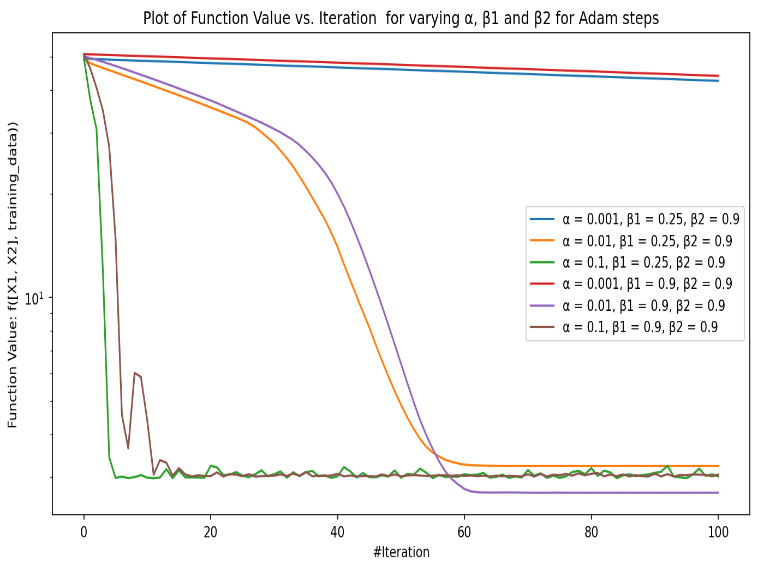 Plot of Function Value vs. Iteration  for varying α, β1 and β2 for Adam steps
Function Value: f([X1, X2], training_data))
10^1
α = 0.001, β1 = 0.25, β2 = 0.9
α = 0.01, β1 = 0.25, β2 = 0.9
α = 0.1, β1 = 0.25, β2 = 0.9
α = 0.001, β1 = 0.9, β2 = 0.9
α = 0.01, β1 = 0.9, β2 = 0.9
α = 0.1, β1 = 0.9, β2 = 0.9
0 20 40 60 80 100
#Iteration